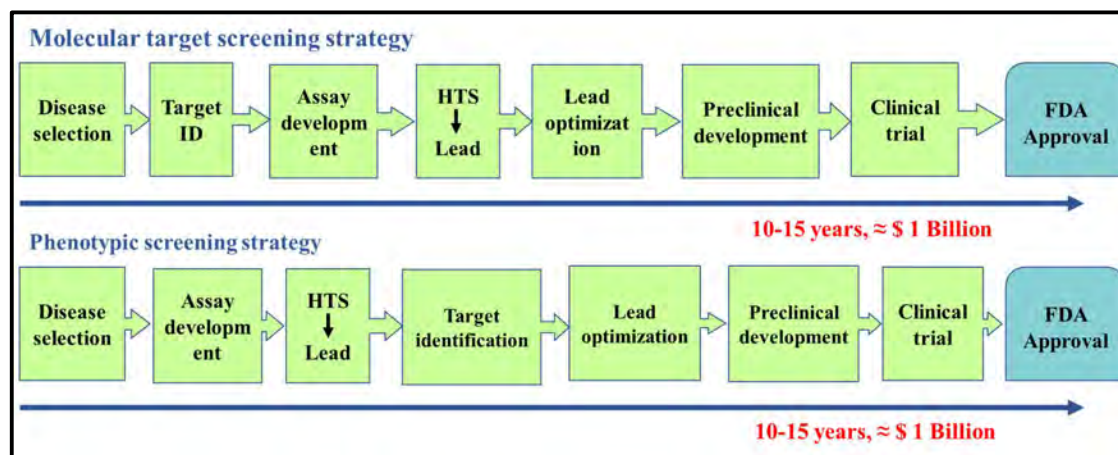 Molecular target screening strategy
Disease
selection
Target
ID
Assay
developm
ent
HTS
Lead
Lead
optimizat
ion
Preclinical
development
Clinical
trial
FDA
Approval
10-15 years, ≈ $ 1 Billion
Phenotypic screening strategy
Disease
selection
Assay
developm
ent
HTS
Lead
Target
identification
Lead
optimization
Preclinical
development
Clinical
trial
FDA
Approval
10-15 years, ≈ $ 1 Billion